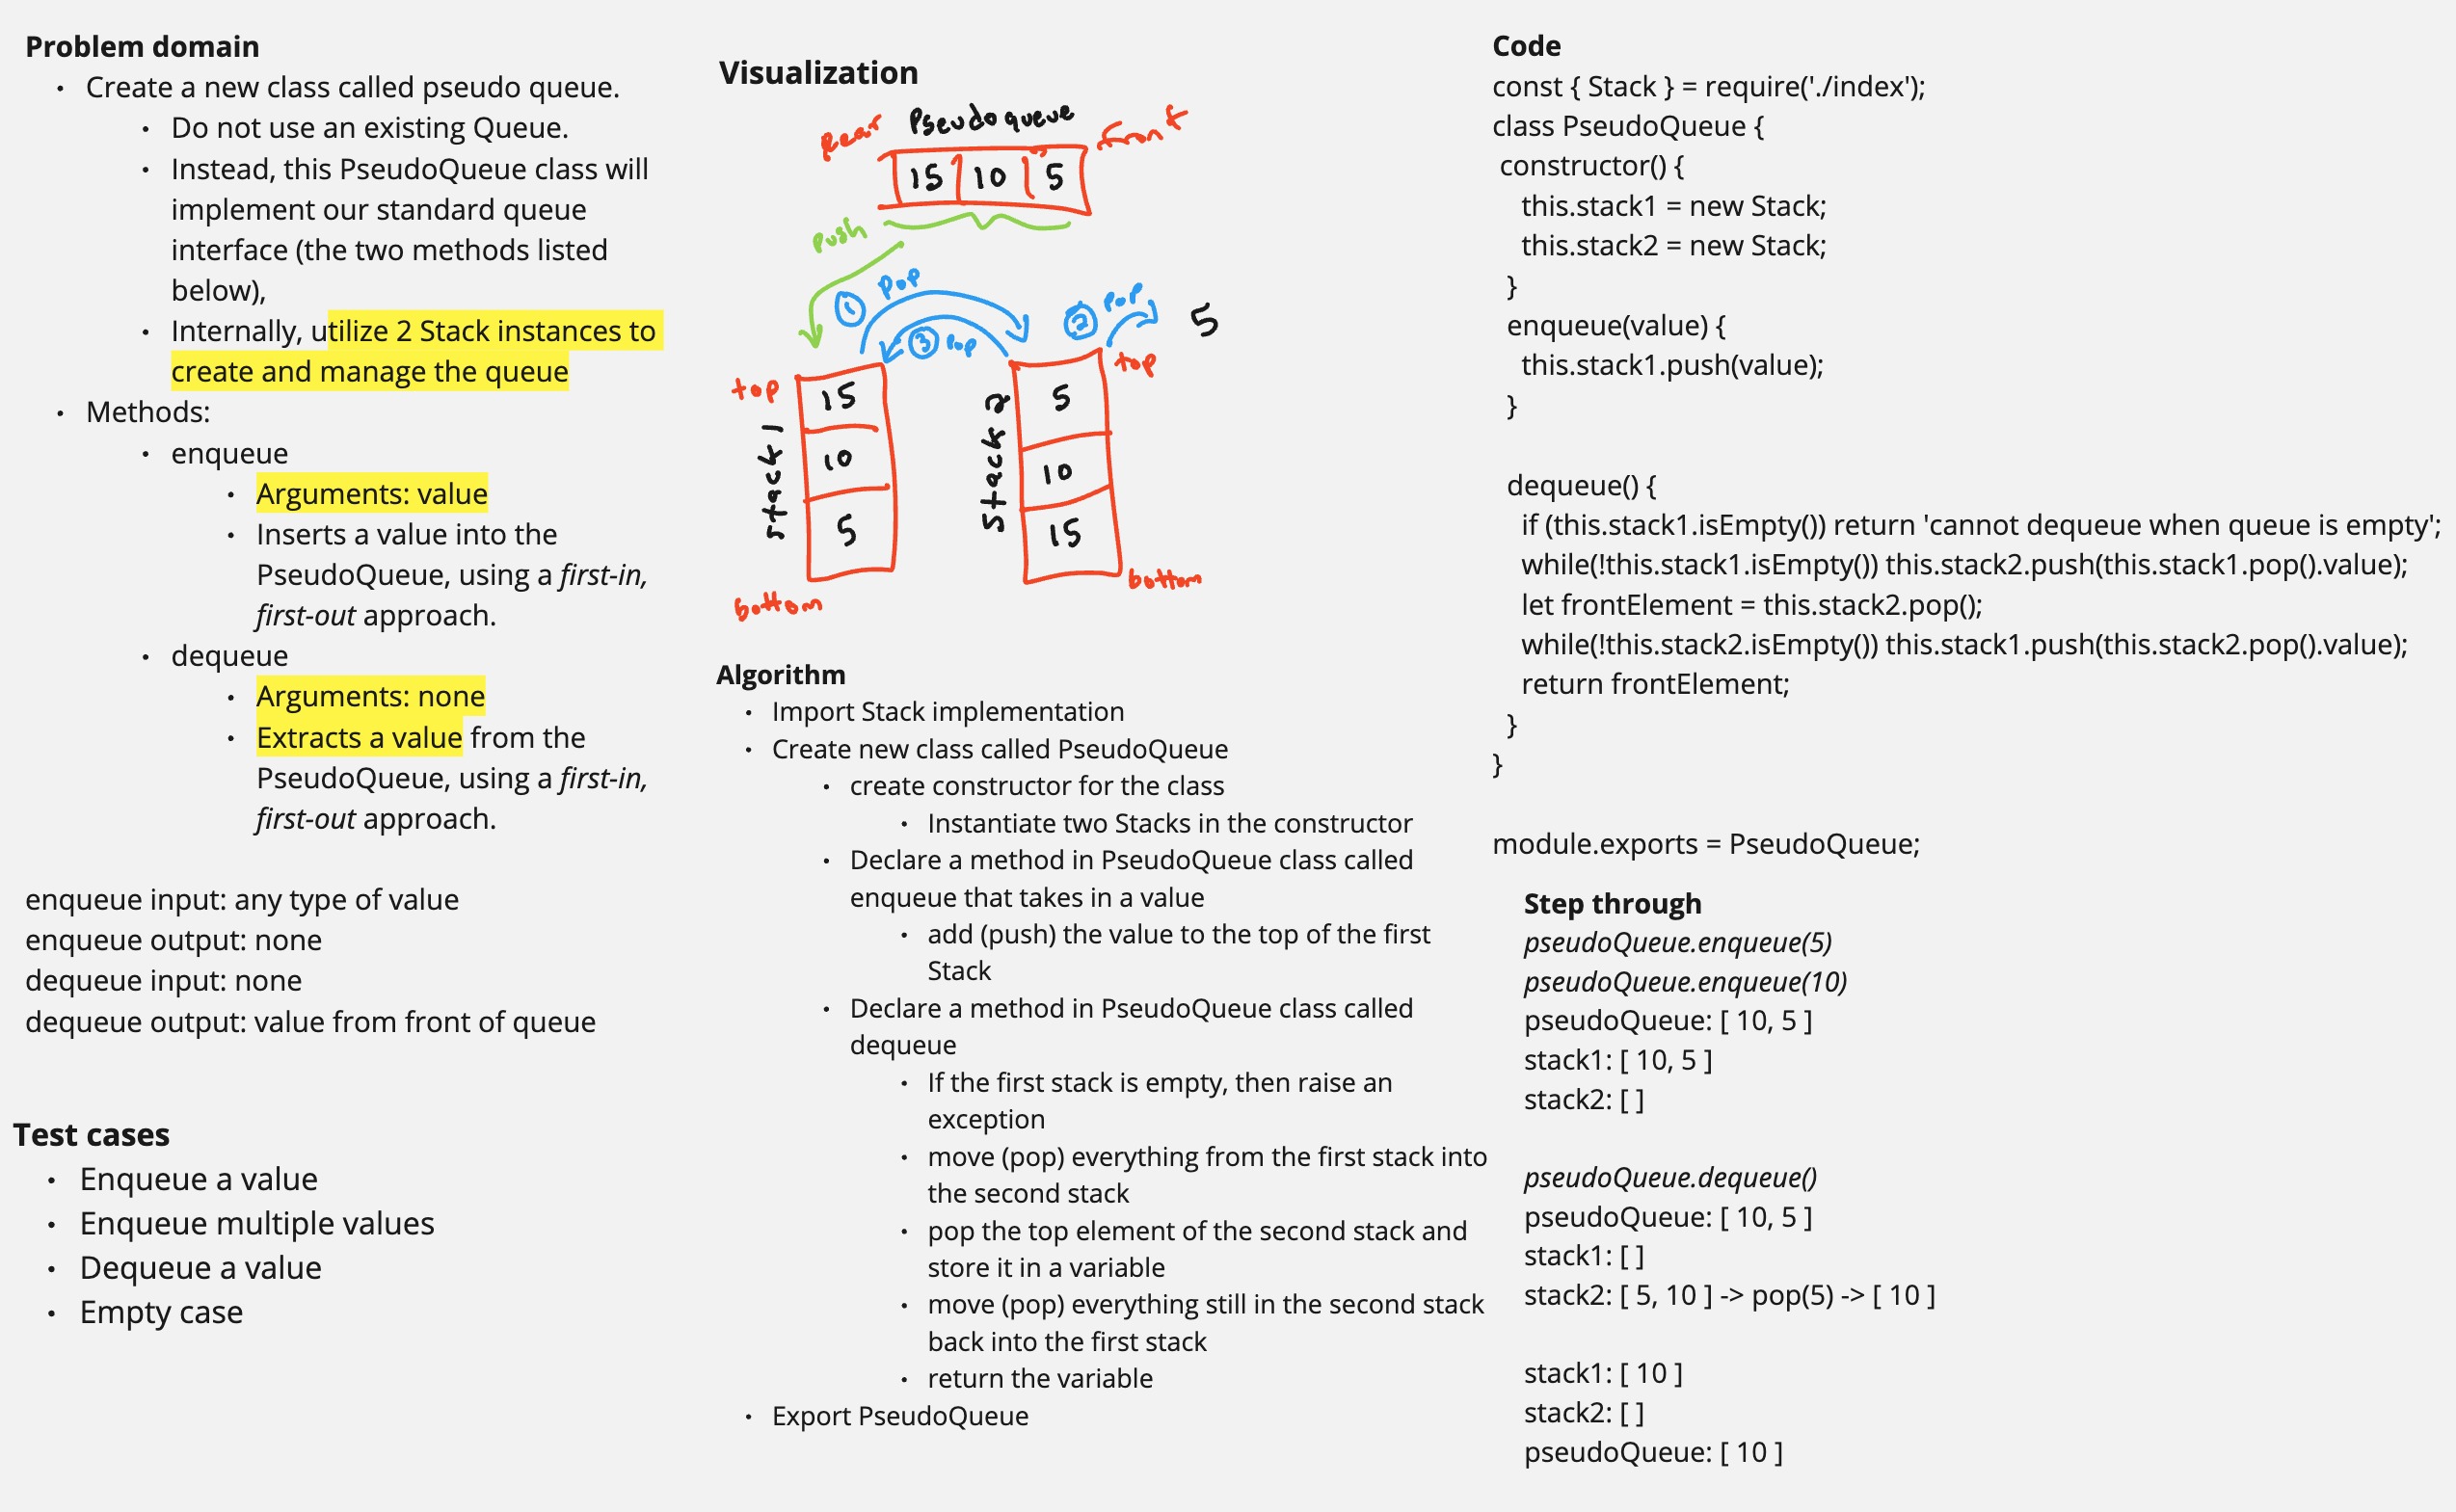 Problem domain
• Create a new class called pseudo queue.
• Do not use an existing Queue.
• Instead, this PseudoQueue class will
implement our standard queue
interface (the two methods listed
below),
• Internally, utilize 2 Stack instances to
create and manage the queue
• Methods:
• enqueue
• Arguments: value
• Inserts a value into the
PseudoQueue, using a first-in,
first-out approach.
• dequeue
• Arguments: none
• Extracts a value from the
PseudoQueue, using a first-in,
first-out approach.
enqueue input: any type of value
enqueue output: none
dequeue input: none
dequeue output: value from front of queue
Test cases
• Enqueue a value
• Enqueue multiple values
• Dequeue a value
• Empty case
Visualization
Rear Pseudoqueue front
15 10 5
push
1 Pop
3 Pop
2 Pop
5
top
15
10
5
stack 1
bottom
top
5
10
15
Stack 2
bottom
Algorithm
• Import Stack implementation
• Create new class called PseudoQueue
• create constructor for the class
• Instantiate two Stacks in the constructor
• Declare a method in PseudoQueue class called
enqueue that takes in a value
• add (push) the value to the top of the first
Stack
• Declare a method in PseudoQueue class called
dequeue
• If the first stack is empty, then raise an
exception
• move (pop) everything from the first stack into
the second stack
• pop the top element of the second stack and
store it in a variable
• move (pop) everything still in the second stack
back into the first stack
• return the variable
• Export PseudoQueue
Code
const { Stack } = require('./index');
class PseudoQueue {
constructor() {
this.stack1 = new Stack;
this.stack2 = new Stack;
}
enqueue(value) {
this.stack1.push(value);
}
dequeue() {
if (this.stack1.isEmpty()) return 'cannot dequeue when queue is empty';
while(!this.stack1.isEmpty()) this.stack2.push(this.stack1.pop().value);
let frontElement = this.stack2.pop();
while(!this.stack2.isEmpty()) this.stack1.push(this.stack2.pop().value);
return frontElement;
}
}
module.exports = PseudoQueue;
Step through
pseudoQueue.enqueue(5)
pseudoQueue.enqueue(10)
pseudoQueue: [ 10, 5 ]
stack1: [ 10, 5 ]
stack2: [ ]
pseudoQueue.dequeue()
pseudoQueue: [ 10, 5 ]
stack1: [ ]
stack2: [ 5, 10 ] -> pop(5) -> [ 10 ]
stack1: [ 10 ]
stack2: [ ]
pseudoQueue: [ 10 ]